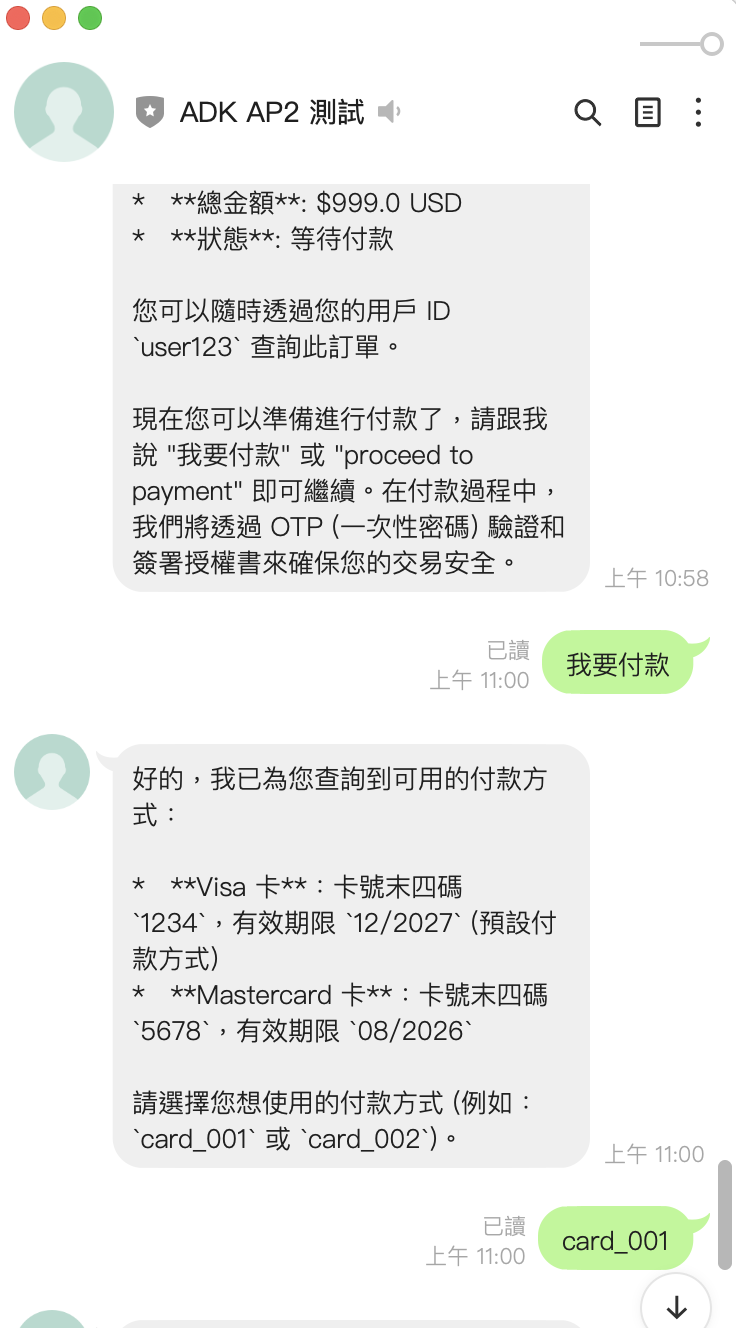 ADK AP2 測試
*   **總金額**: $999.0 USD
*   **狀態**: 等待付款
您可以隨時透過您的用戶 ID
`user123` 查詢此訂單。
現在您可以準備進行付款了，請跟我
說 "我要付款" 或 "proceed to
payment" 即可繼續。在付款過程中，
我們將透過 OTP (一次性密碼) 驗證和
簽署授權書來確保您的交易安全。
上午 10:58
已讀
上午 11:00
我要付款
好的，我已為您查詢到可用的付款方
式：
*   **Visa 卡**：卡號末四碼
`1234`，有效期限 `12/2027` (預設付
款方式)
*   **Mastercard 卡**：卡號末四碼
`5678`，有效期限 `08/2026`
請選擇您想使用的付款方式 (例如：
`card_001` 或 `card_002`)。
上午 11:00
已讀
上午 11:00
card_001